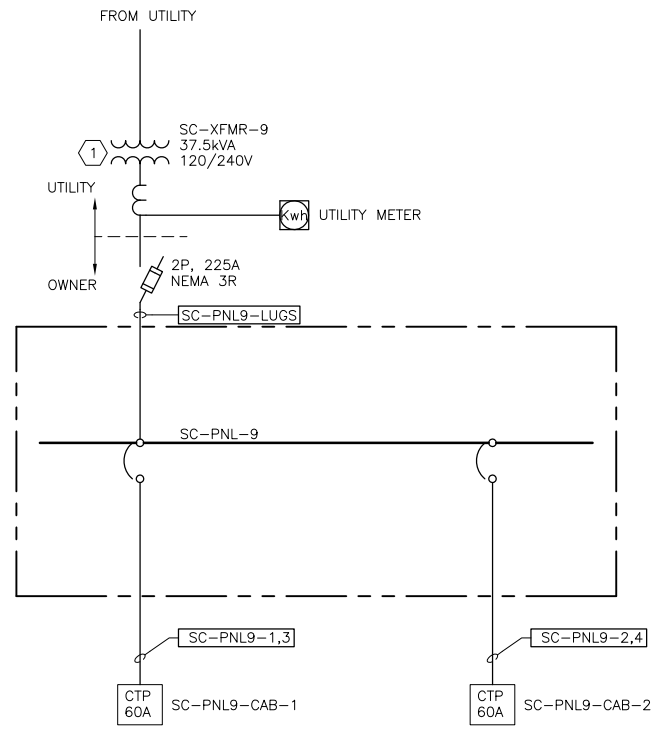 FROM UTILITY
SC-XFMR-9
37.5kVA
120/240V
1
UTILITY
Kwh
UTILITY METER
OWNER
2P, 225A
NEMA 3R
SC-PNL9-LUGS
SC-PNL-9
SC-PNL9-1,3
SC-PNL9-2,4
CTP
60A
SC-PNL9-CAB-1
CTP
60A
SC-PNL9-CAB-2